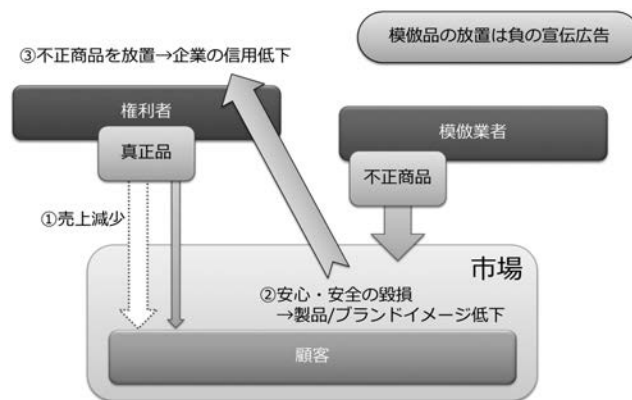 模倣品の放置は負の宣伝広告
③不正商品を放置→企業の信用低下
権利者
模倣業者
真正品
不正商品
①売上減少
市場
②安心・安全の毀損
→製品/ブランドイメージ低下
顧客